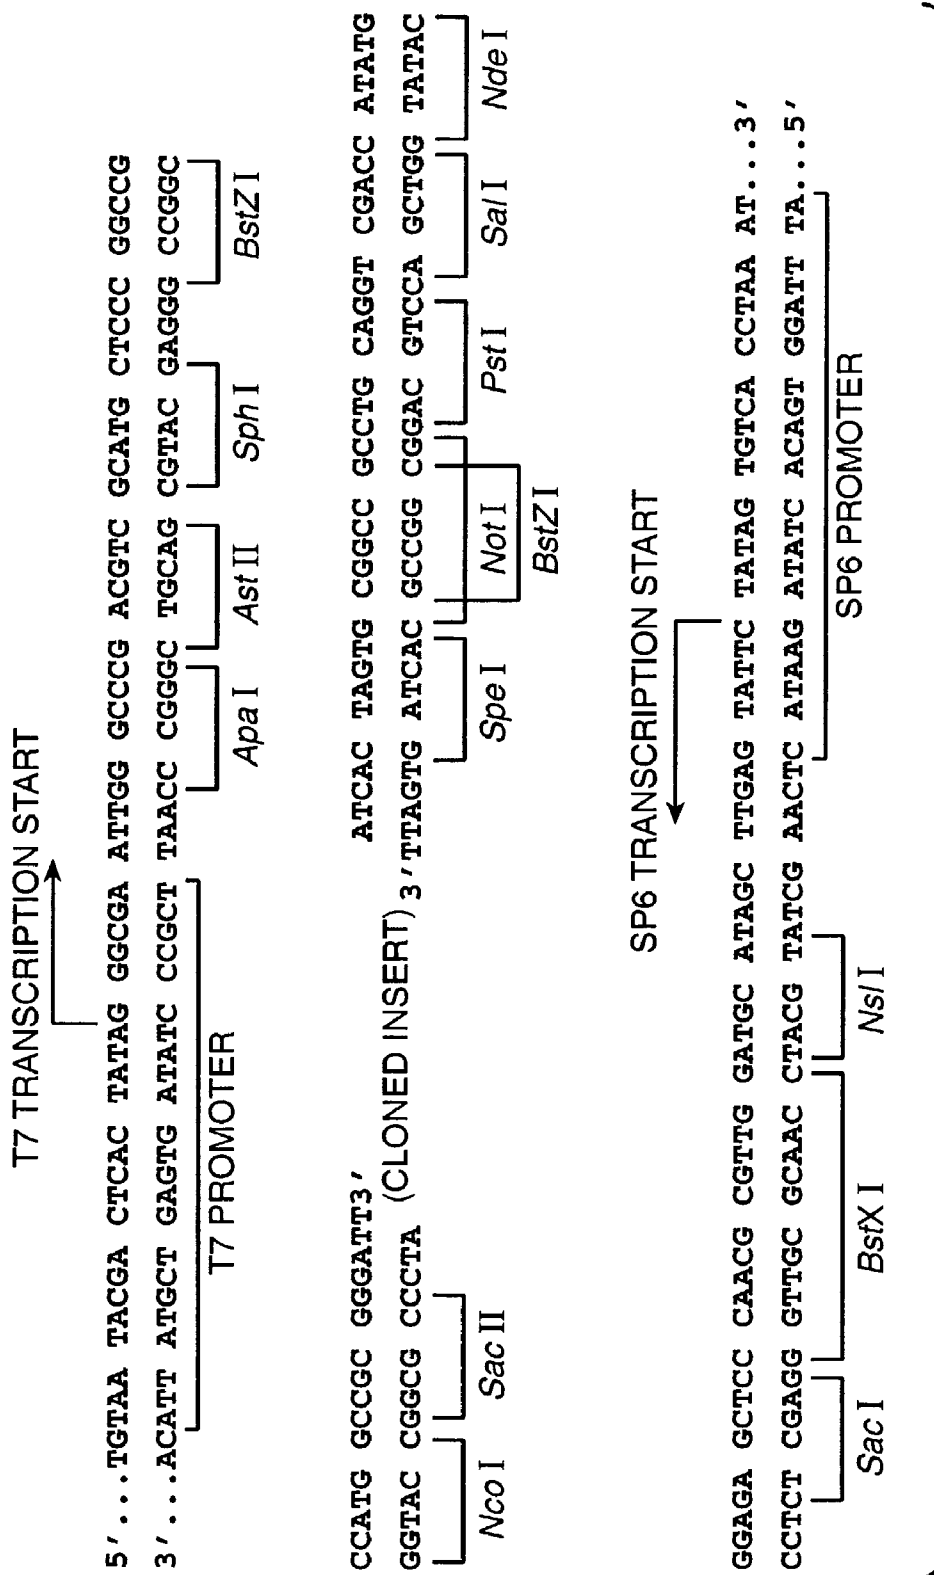 T7 TRANSCRIPTION START
5'...TGTAA TACGA CTCAC TATAG GGCGA ATTGG GCCCG ACGTC GCATG CTCCC GGCCG
3'...ACATT ATGCT GAGTG ATATC CCGCT TAACC CGGGC TGCAG CGTAC GAGGG CCGGC
T7 PROMOTER Apa I Ast II Sph I BstZ I
CCATG GCCGC GGGATT3' ATCAC TAGTG CGGCC GCCTG CAGGT CGACC ATATG
(CLONED INSERT)
GGTAC CGGCG CCCTA 3'TTAGTG ATCAC GCCGG CGGAC GTCCA GCTGG TATAC
Nco I Sac II Spe I Not I Pst I Sal I Nde I
BstZ I
SP6 TRANSCRIPTION START
GGAGA GCTCC CAACG CGTTG GATGC ATAGC TTGAG TATTC TATAG TGTCA CCTAA AT...3'
CCTCT CGAGG GTTGC GCAAC CTACG TATCG AACTC ATAAG ATATC ACAGT GGATT TA...5'
Sac I BstX I Nsl I SP6 PROMOTER